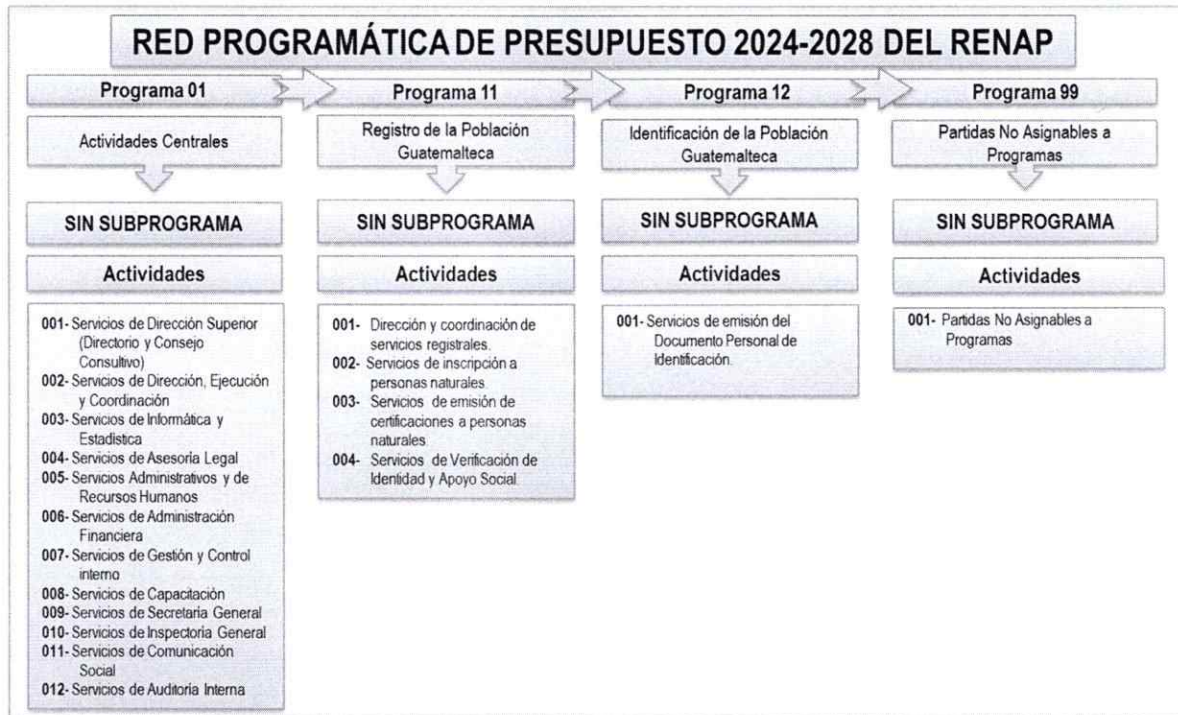 RED PROGRAMÁTICA DE PRESUPUESTO 2024-2028 DEL RENAP
Programa 01
Actividades Centrales
SIN SUBPROGRAMA
Actividades
001- Servicios de Dirección Superior
(Directorio y Consejo
Consultivo)
002- Servicios de Dirección, Ejecución
y Coordinación
003- Servicios de Informática y
Estadística
004- Servicios de Asesoría Legal
005- Servicios Administrativos y de
Recursos Humanos
006- Servicios de Administración
Financiera
007- Servicios de Gestión y Control
interno
008- Servicios de Capacitación
009- Servicios de Secretaría General
010- Servicios de Inspectoría General
011- Servicios de Comunicación
Social
012- Servicios de Auditoría Interna
Programa 11
Registro de la Población
Guatemalteca
SIN SUBPROGRAMA
Actividades
001- Dirección y coordinación de
servicios registrales.
002- Servicios de inscripción a
personas naturales.
003- Servicios de emisión de
certificaciones a personas
naturales.
004- Servicios de Verificación de
Identidad y Apoyo Social.
Programa 12
Identificación de la Población
Guatemalteca
SIN SUBPROGRAMA
Actividades
001- Servicios de emisión del
Documento Personal de
Identificación.
Programa 99
Partidas No Asignables a
Programas
SIN SUBPROGRAMA
Actividades
001- Partidas No Asignables a
Programas